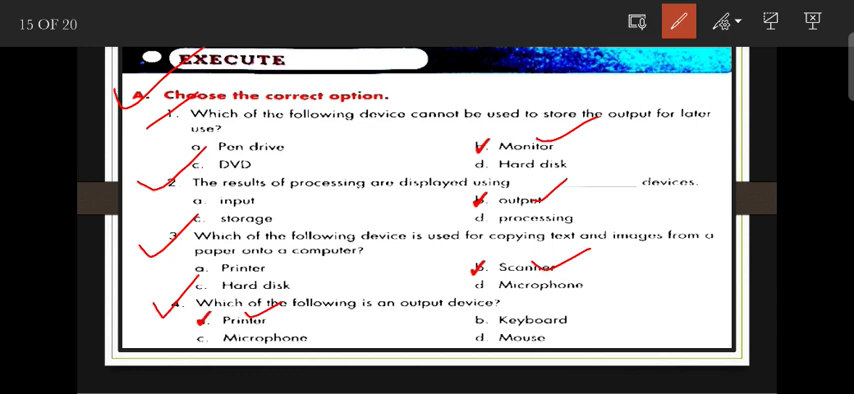 15 OF 20
EXECUTE
A. Choose the correct option.
1. Which of the following device cannot be used to store the output for later
use?
a. Pen drive b. Monitor
c. DVD d. Hard disk
2. The results of processing are displayed using __________ devices.
a. input b. output
c. storage d. processing
3. Which of the following device is used for copying text and images from a
paper onto a computer?
a. Printer b. Scanner
c. Hard disk d. Microphone
4. Which of the following is an output device?
a. Printer b. Keyboard
c. Microphone d. Mouse